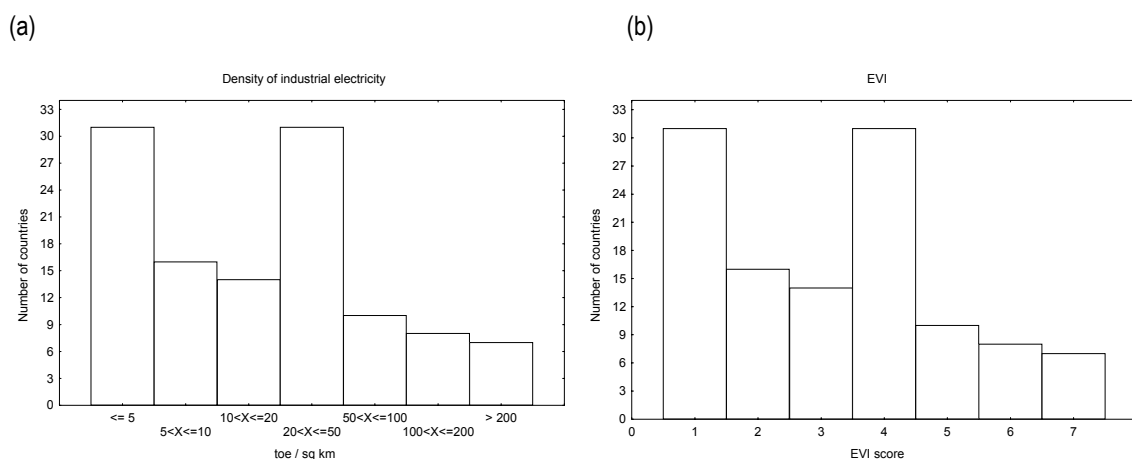 (a)
Density of industrial electricity
33
30
27
24
21
18
15
12
9
6
3
0
Number of countries
<= 5
5<X<=10
10<X<=20
20<X<=50
50<X<=100
100<X<=200
> 200
toe / sq km
(b)
EVI
33
30
27
24
21
18
15
12
9
6
3
0
Number of countries
0 1 2 3 4 5 6 7
EVI score